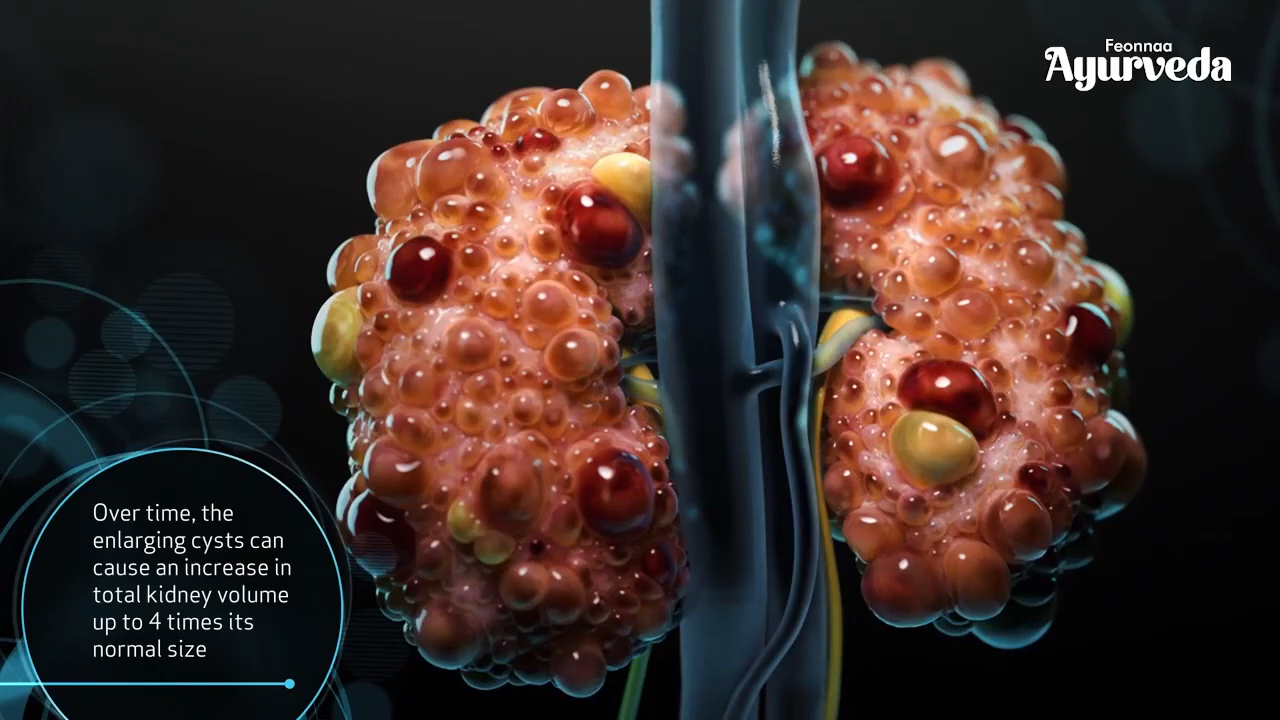 Feonnaa
Ayurveda
Over time, the
enlarging cysts can
cause an increase in
total kidney volume
up to 4 times its
normal size